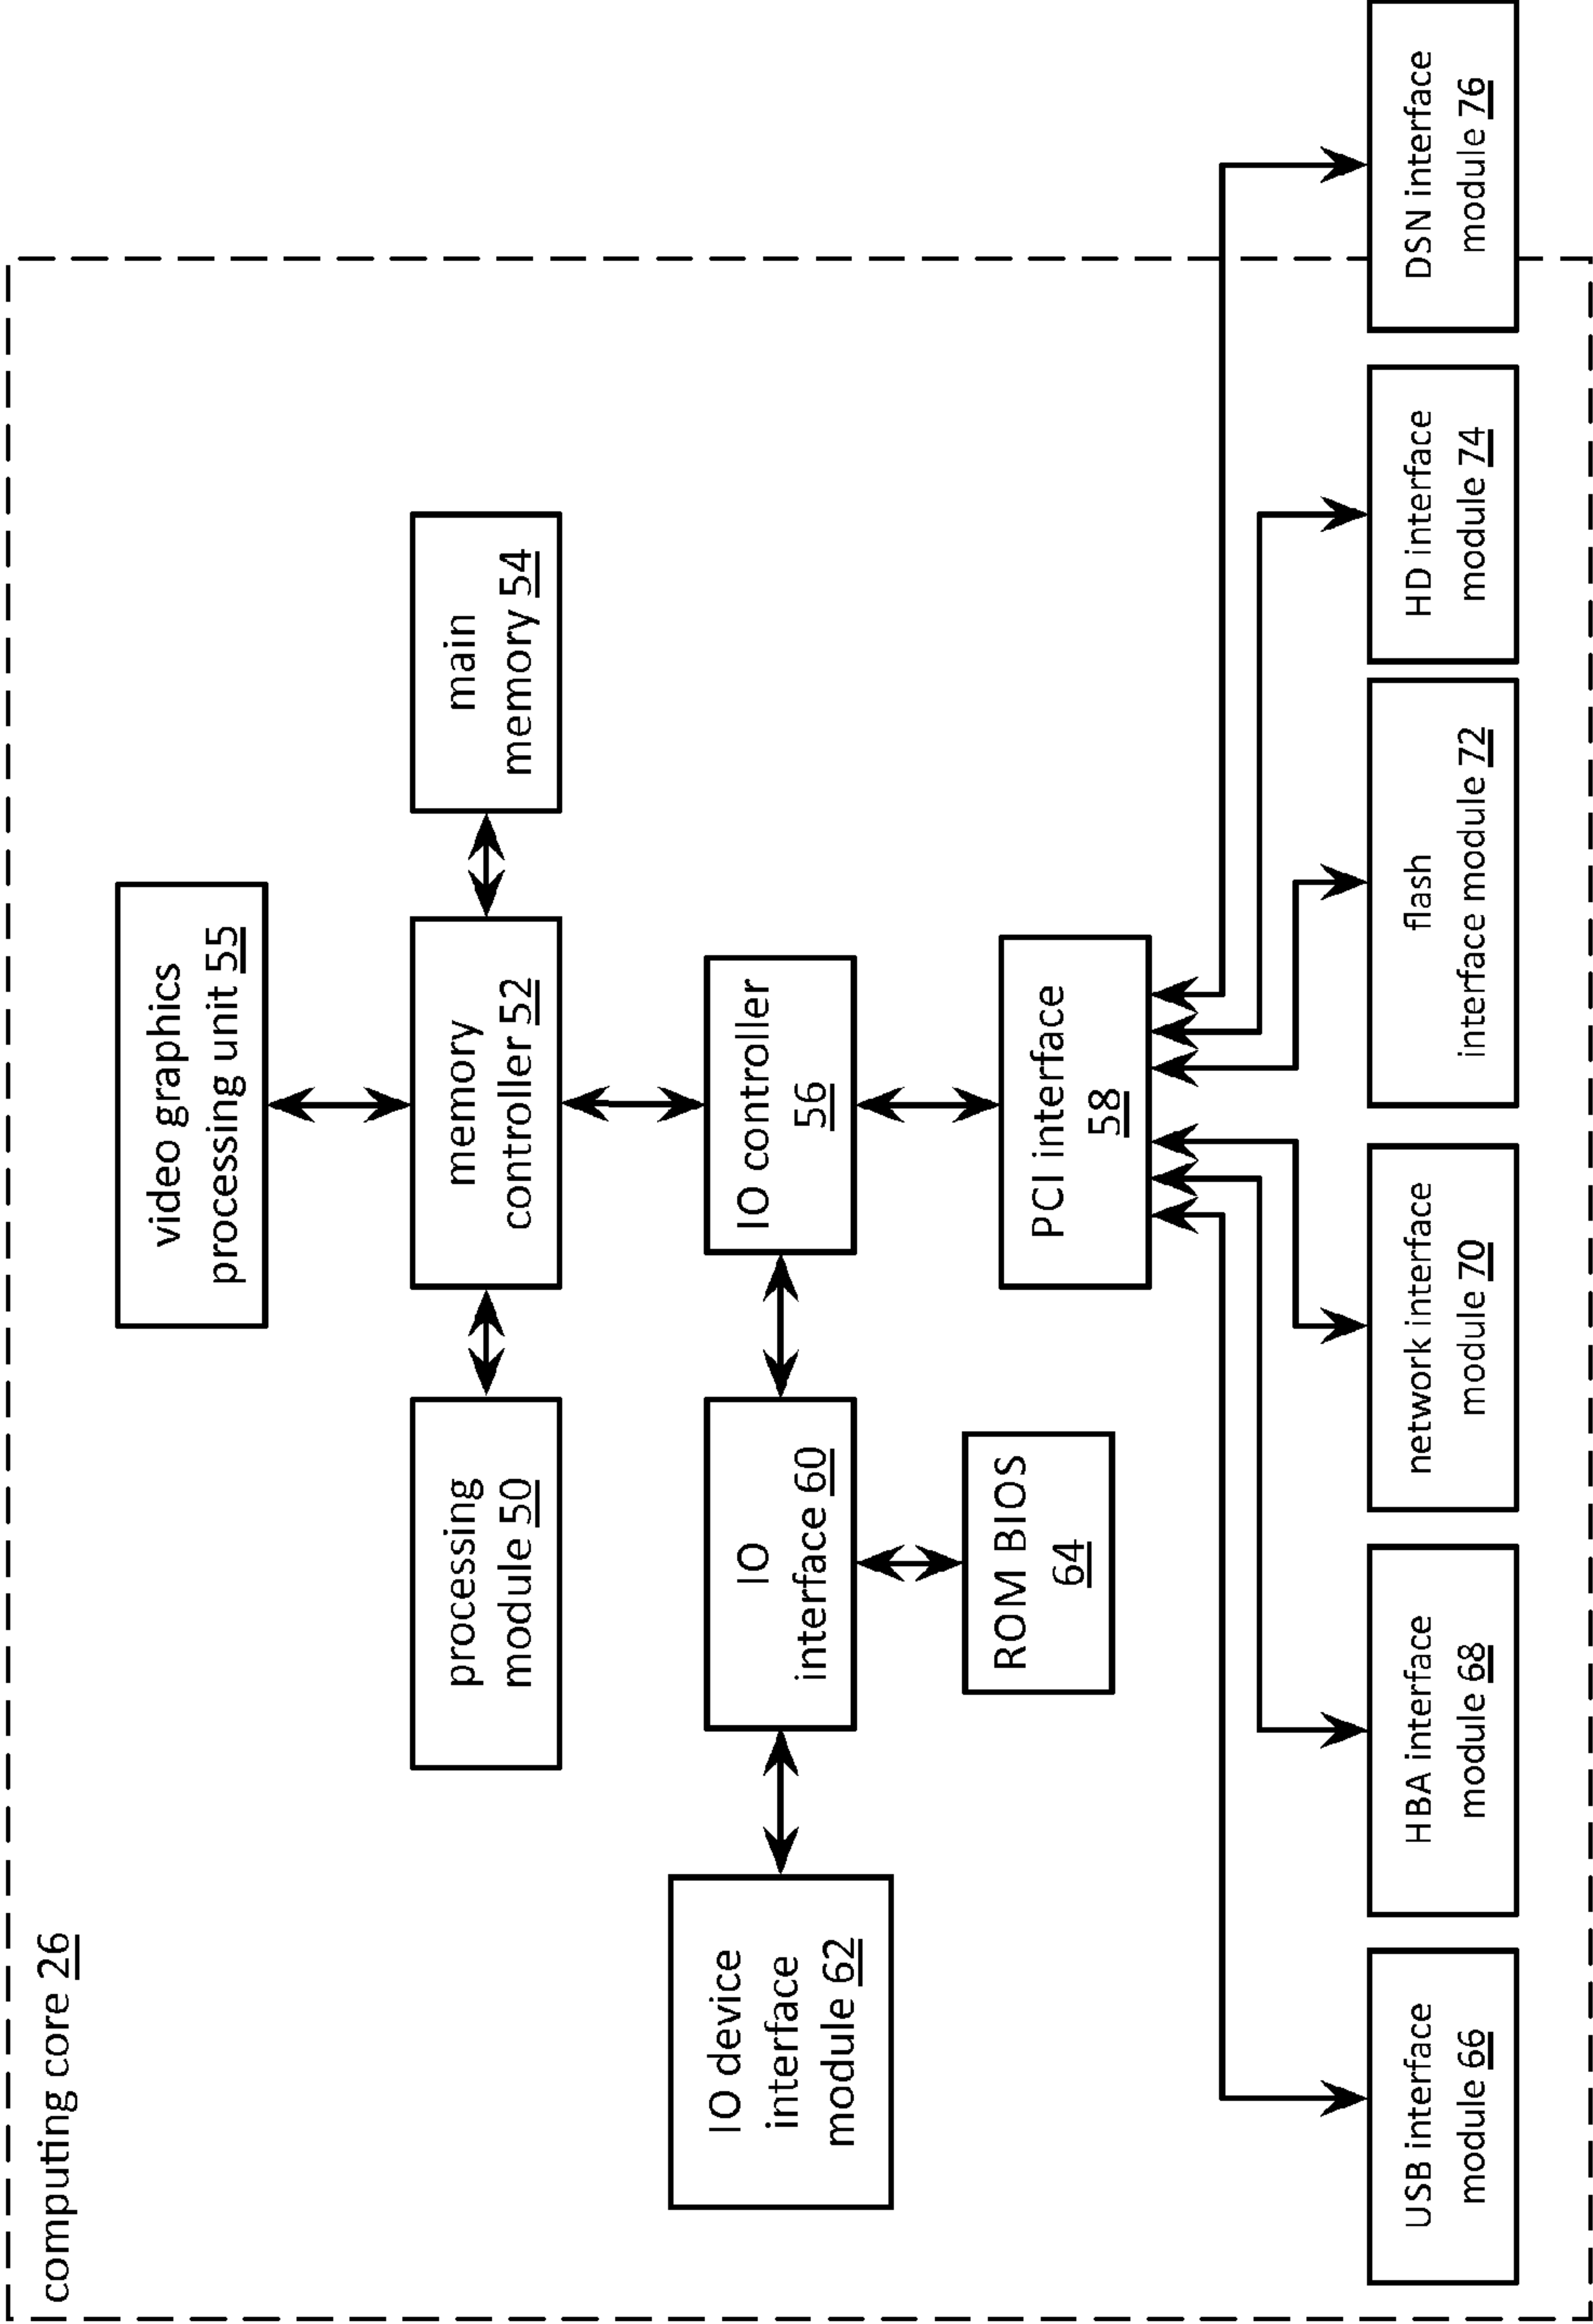 computing core 26
video graphics
processing unit 55
processing
module 50
memory
controller 52
main
memory 54
IO device
interface
module 62
IO
interface 60
IO controller
56
ROM BIOS
64
PCI interface
58
USB interface
module 66
HBA interface
module 68
network interface
module 70
flash
interface module 72
HD interface
module 74
DSN interface
module 76